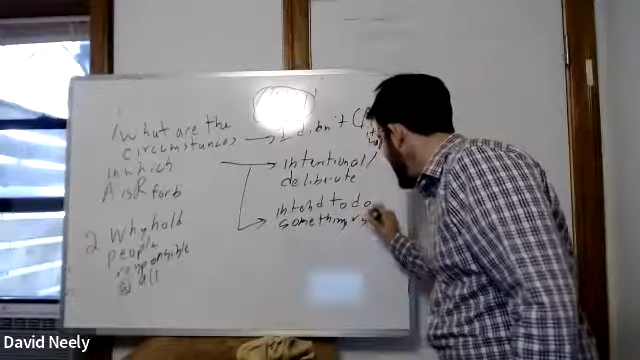 1 What are the
circumstances → I didn't
in which
A is R for b
intentional/
deliberate
intend to do
something
2 Why hold
people
responsible
@ all
David Neely